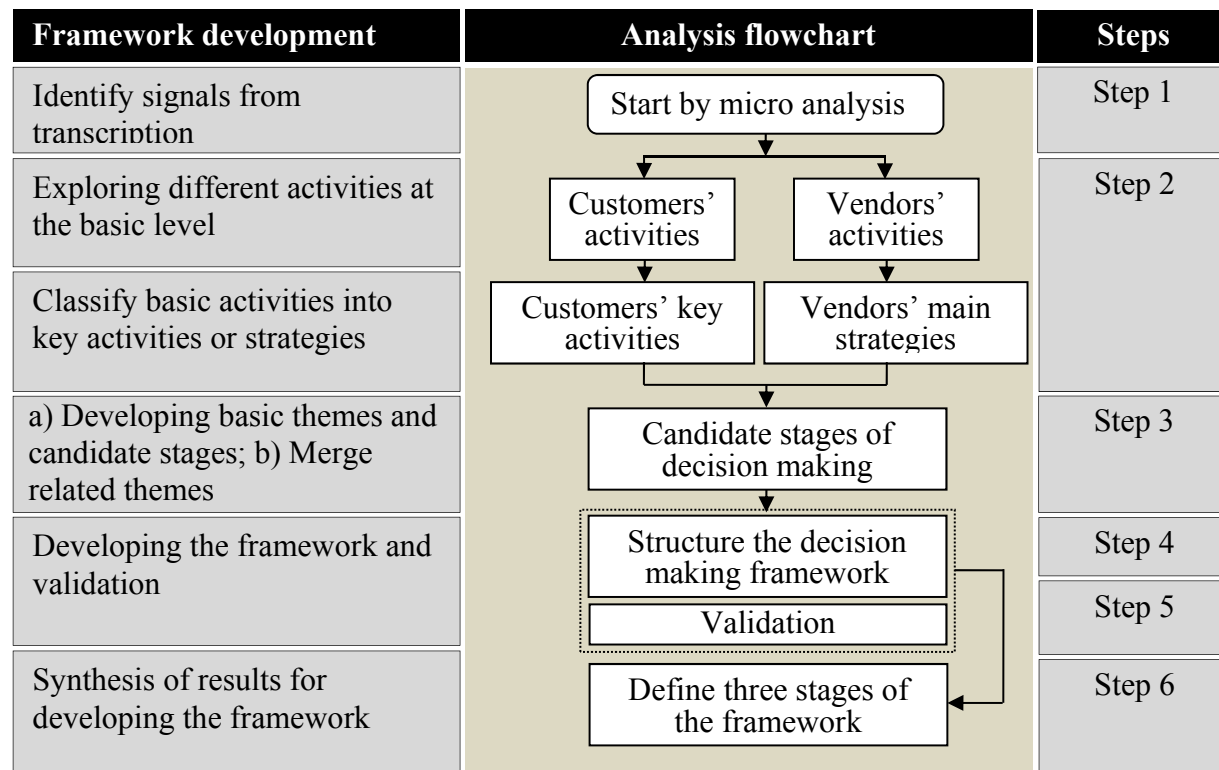 Framework development
Analysis flowchart
Steps
Identify signals from
transcription
Start by micro analysis
Step 1
Exploring different activities at
the basic level
Customers’
activities
Vendors’
activities
Step 2
Classify basic activities into
key activities or strategies
Customers’ key
activities
Vendors’ main
strategies
a) Developing basic themes and
candidate stages; b) Merge
related themes
Candidate stages of
decision making
Step 3
Developing the framework and
validation
Structure the decision
making framework
Step 4
Validation
Step 5
Synthesis of results for
developing the framework
Define three stages of
the framework
Step 6